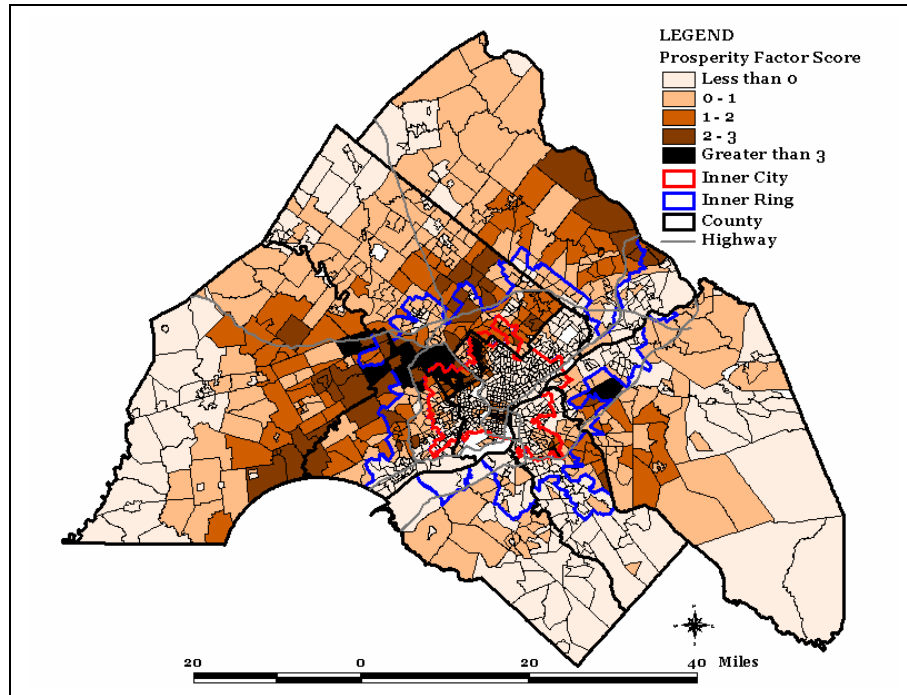 LEGEND
Prosperity Factor Score
Less than 0
0 - 1
1 - 2
2 - 3
Greater than 3
Inner City
Inner Ring
County
Highway
20 0 20 40 Miles